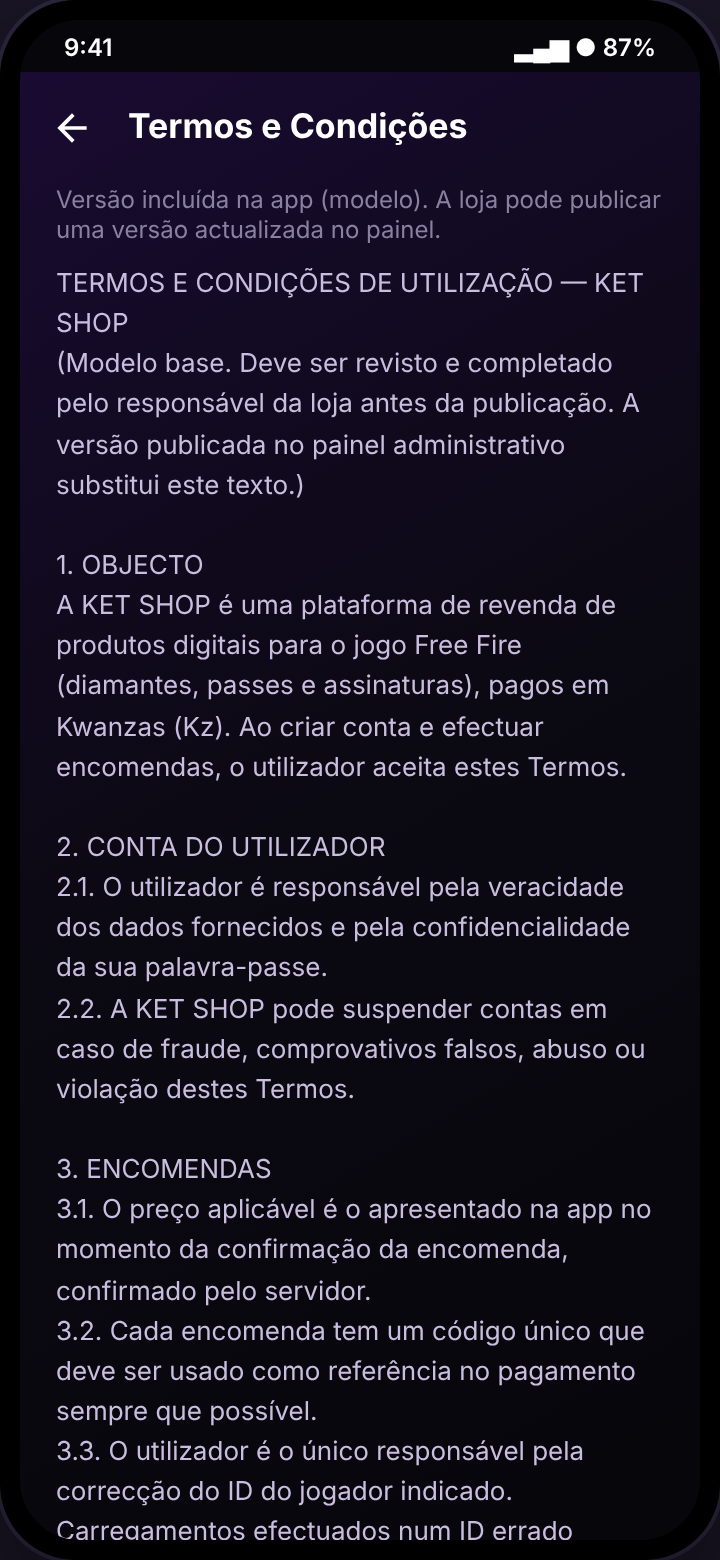 9:41
87%
Termos e Condições
Versão incluída na app (modelo). A loja pode publicar
uma versão actualizada no painel.
TERMOS E CONDIÇÕES DE UTILIZAÇÃO — KET
SHOP
(Modelo base. Deve ser revisto e completado
pelo responsável da loja antes da publicação. A
versão publicada no painel administrativo
substitui este texto.)
1. OBJECTO
A KET SHOP é uma plataforma de revenda de
produtos digitais para o jogo Free Fire
(diamantes, passes e assinaturas), pagos em
Kwanzas (Kz). Ao criar conta e efectuar
encomendas, o utilizador aceita estes Termos.
2. CONTA DO UTILIZADOR
2.1. O utilizador é responsável pela veracidade
dos dados fornecidos e pela confidencialidade
da sua palavra-passe.
2.2. A KET SHOP pode suspender contas em
caso de fraude, comprovativos falsos, abuso ou
violação destes Termos.
3. ENCOMENDAS
3.1. O preço aplicável é o apresentado na app no
momento da confirmação da encomenda,
confirmado pelo servidor.
3.2. Cada encomenda tem um código único que
deve ser usado como referência no pagamento
sempre que possível.
3.3. O utilizador é o único responsável pela
correcção do ID do jogador indicado.
Carregamentos efectuados num ID errado